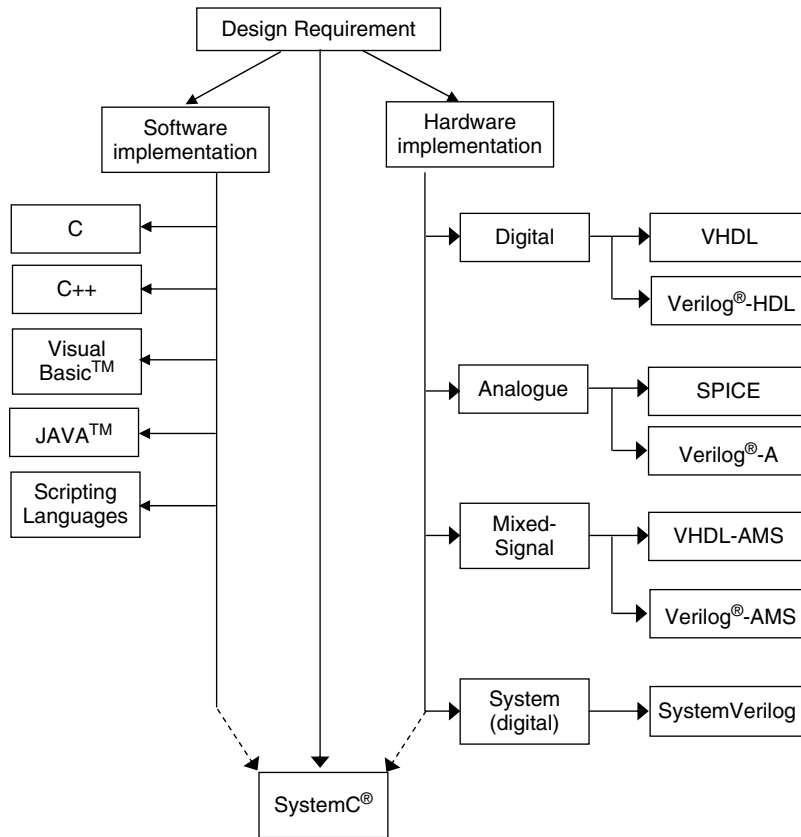 Design Requirement
Software
implementation
Hardware
implementation
C
C++
Visual
Basic™
JAVA™
Scripting
Languages
Digital
VHDL
Verilog®-HDL
Analogue
SPICE
Verilog®-A
Mixed-
Signal
VHDL-AMS
Verilog®-AMS
System
(digital)
SystemVerilog
SystemC®